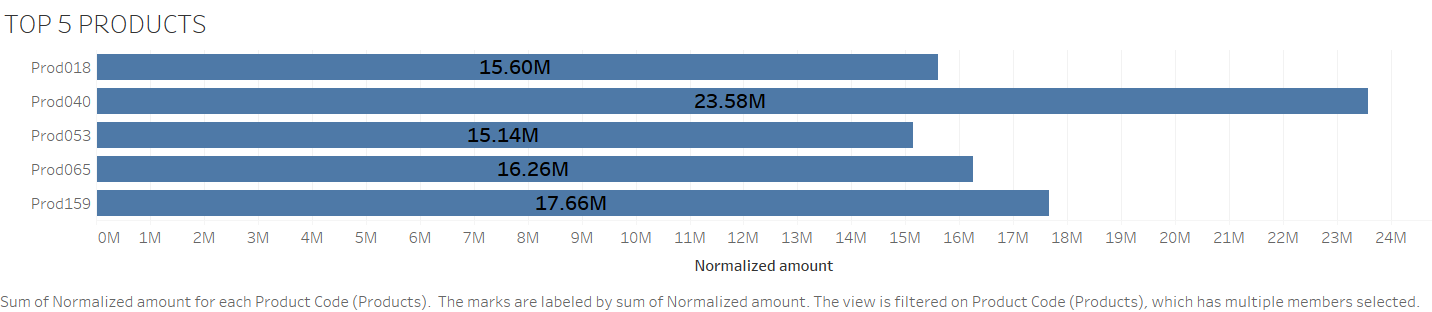 TOP 5 PRODUCTS
Prod018 15.60M
Prod040 23.58M
Prod053 15.14M
Prod065 16.26M
Prod159 17.66M
0M 1M 2M 3M 4M 5M 6M 7M 8M 9M 10M 11M 12M 13M 14M 15M 16M 17M 18M 19M 20M 21M 22M 23M 24M
Normalized amount
Sum of Normalized amount for each Product Code (Products). The marks are labeled by sum of Normalized amount. The view is filtered on Product Code (Products), which has multiple members selected.